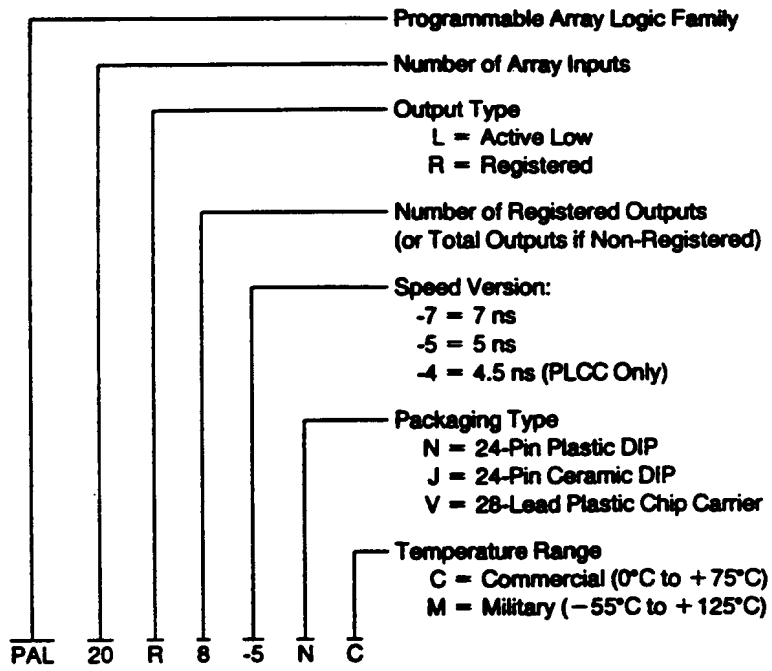 Programmable Array Logic Family
Number of Array Inputs
Output Type
L = Active Low
R = Registered
Number of Registered Outputs
(or Total Outputs if Non-Registered)
Speed Version:
-7 = 7 ns
-5 = 5 ns
-4 = 4.5 ns (PLCC Only)
Packaging Type
N = 24-Pin Plastic DIP
J = 24-Pin Ceramic DIP
V = 28-Lead Plastic Chip Carrier
Temperature Range
C = Commercial (0°C to +75°C)
M = Military (−55°C to +125°C)
PAL 20 R 8 -5 N C